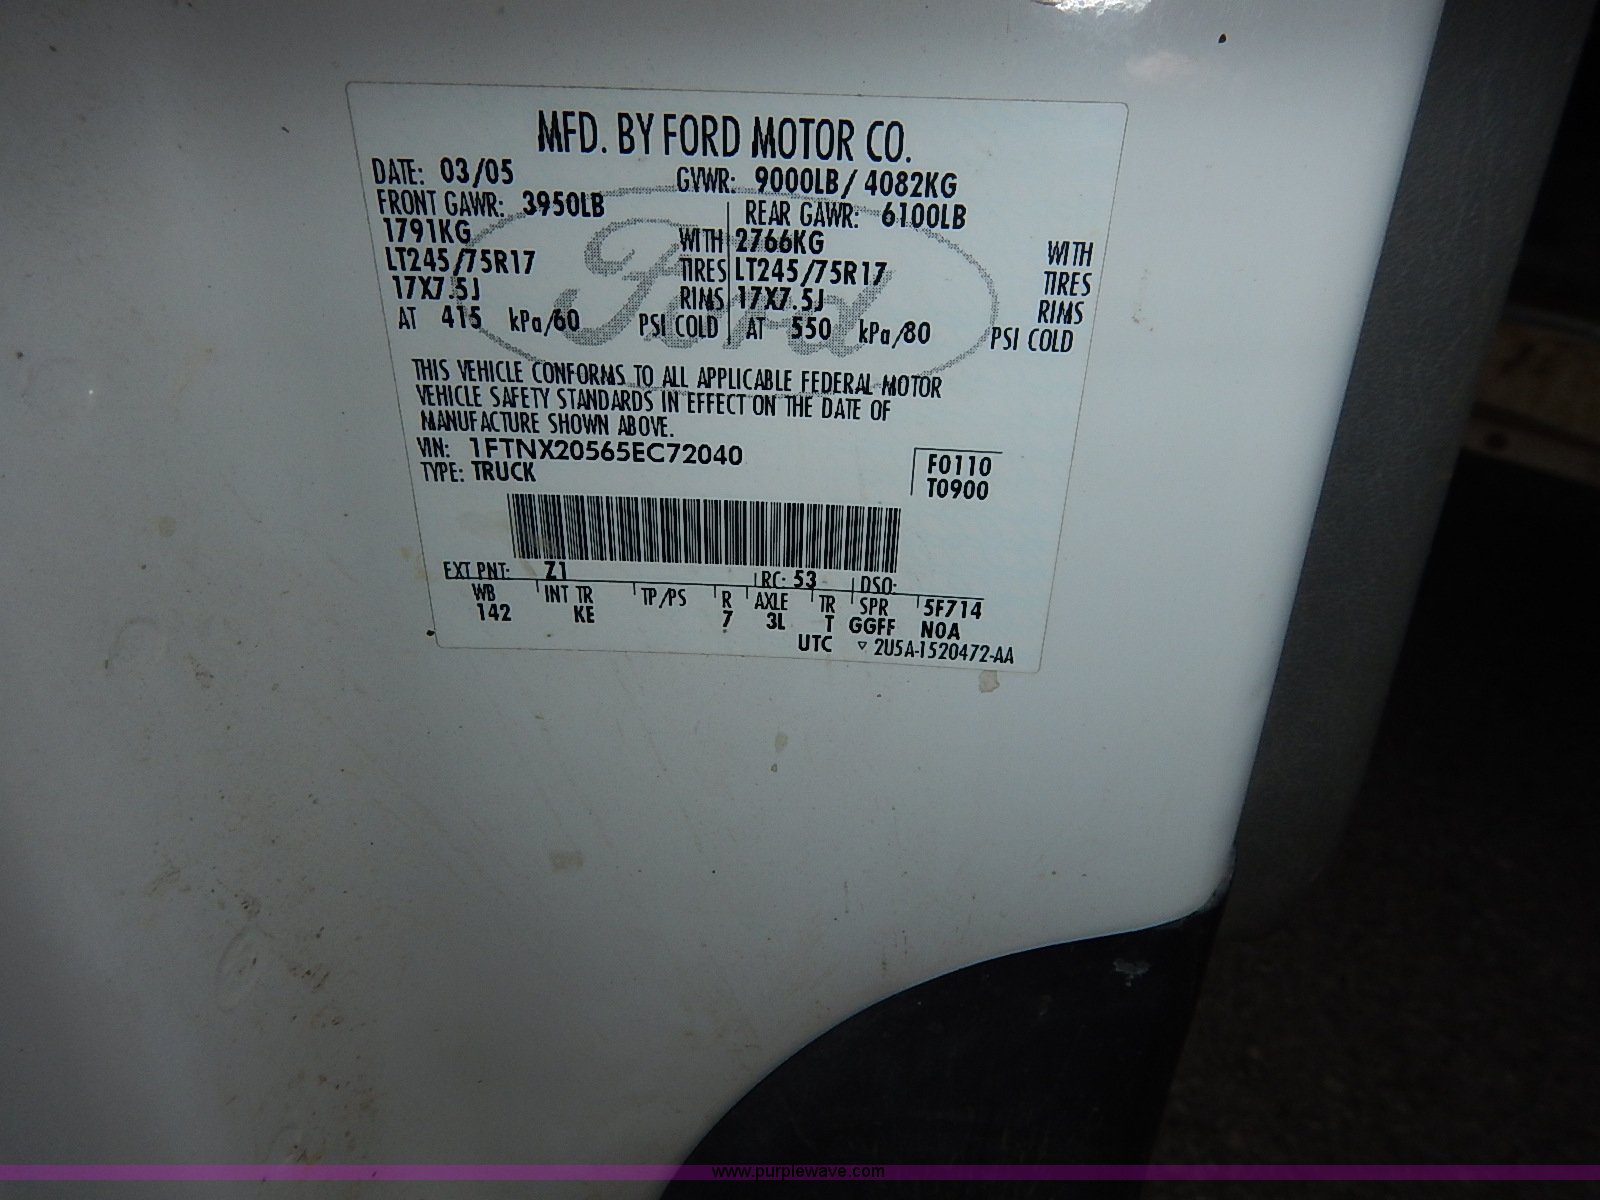 MFD. BY FORD MOTOR CO.
DATE: 03/05 GVWR: 9000LB/ 4082KG
FRONT GAWR: 3950LB REAR GAWR: 6100LB
1791KG WITH 2766KG WITH
LT245/75R17 TIRES LT245/75R17 TIRES
17X7.5J RIMS 17X7.5J RIMS
AT 415 kPa/60 PSI COLD AT 550 kPa/80 PSI COLD
Ford
THIS VEHICLE CONFORMS TO ALL APPLICABLE FEDERAL MOTOR
VEHICLE SAFETY STANDARDS IN EFFECT ON THE DATE OF
MANUFACTURE SHOWN ABOVE.
VIN: 1FTNX20565EC72040 F0110
TYPE: TRUCK T0900
EXT PNT: Z1 RC: 53 DSO:
WB INT TR TP/PS R AXLE TR SPR 5F714
142 KE 7 3L T GGFF N0A
UTC ▽ 2U5A-1520472-AA
www.purplewave.com